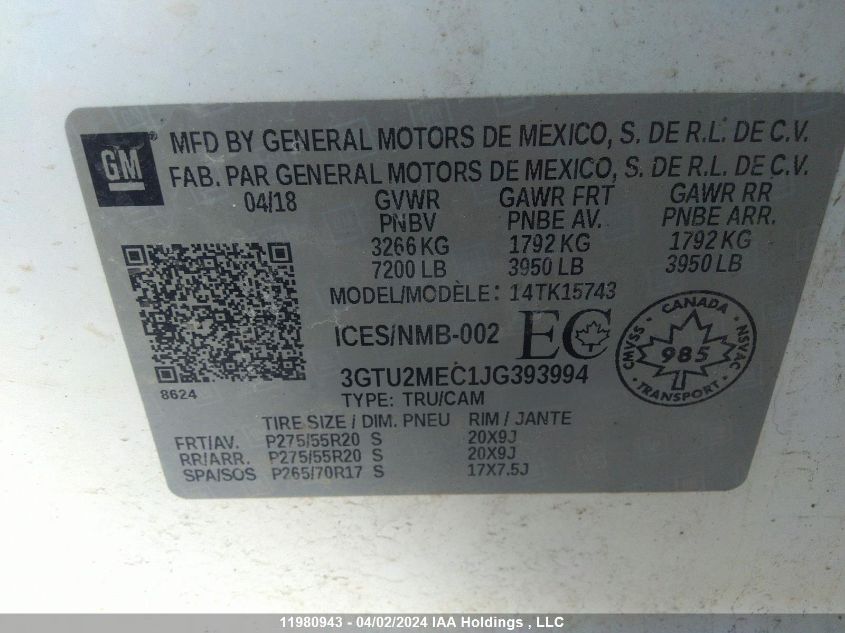 GM
MFD BY GENERAL MOTORS DE MEXICO, S. DE R.L. DE C.V.
FAB. PAR GENERAL MOTORS DE MEXICO, S. DE R.L. DE C.V.
04/18 GVWR GAWR FRT GAWR RR
PNBV PNBE AV. PNBE ARR.
3266 KG 1792 KG 1792 KG
7200 LB 3950 LB 3950 LB
MODEL/MODÈLE: 14TK15743
ICES/NMB-002 EC
CANADA
CMVSS 985 NSVAC
TRANSPORT
3GTU2MEC1JG393994
8624
TYPE: TRU/CAM
TIRE SIZE / DIM. PNEU RIM / JANTE
FRT/AV. P275/55R20 S 20X9J
RR/ARR. P275/55R20 S 20X9J
SPA/SOS P265/70R17 S 17X7.5J
11980943 - 04/02/2024 IAA Holdings , LLC